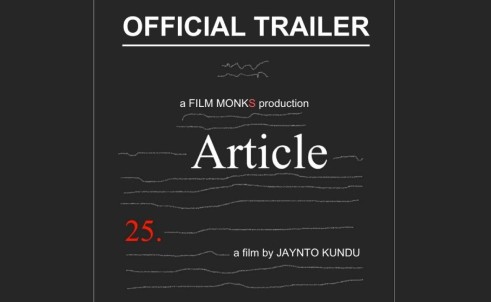 OFFICIAL TRAILER
a FILM MONKS production
Article
25.
a film by JAYNTO KUNDU